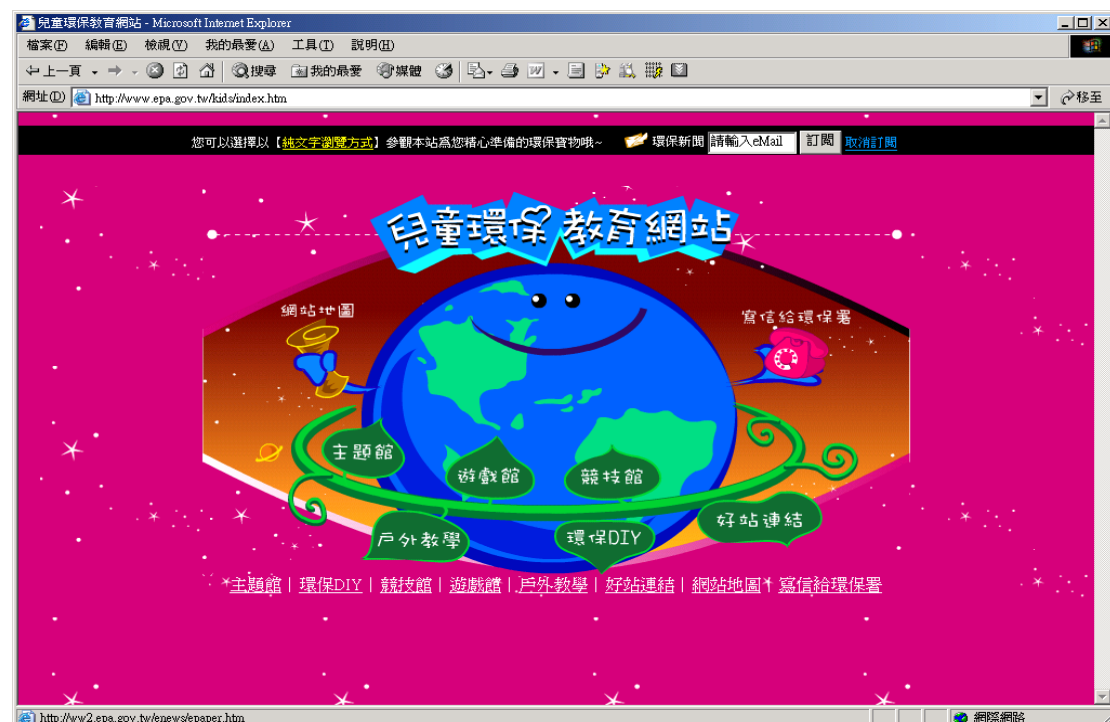 兒童環保教育網站 - Microsoft Internet Explorer
檔案(F) 編輯(E) 檢視(V) 我的最愛(A) 工具(T) 說明(H)
上一頁 搜尋 我的最愛 媒體
網址(D) http://www.epa.gov.tw/kids/index.htm 移至
您可以選擇以【純文字瀏覽方式】參觀本站為您精心準備的環保寶物哦~ 環保新聞 請輸入eMail 訂閱 取消訂閱
兒童環保教育網站
網站地圖
寫信給環保署
主題館
遊戲館
競技館
戶外教學
環保DIY
好站連結
主題館 | 環保DIY | 競技館 | 遊戲館 | 戶外教學 | 好站連結 | 網站地圖 | 寫信給環保署
http://ww2.epa.gov.tw/enews/epaper.htm 網際網路